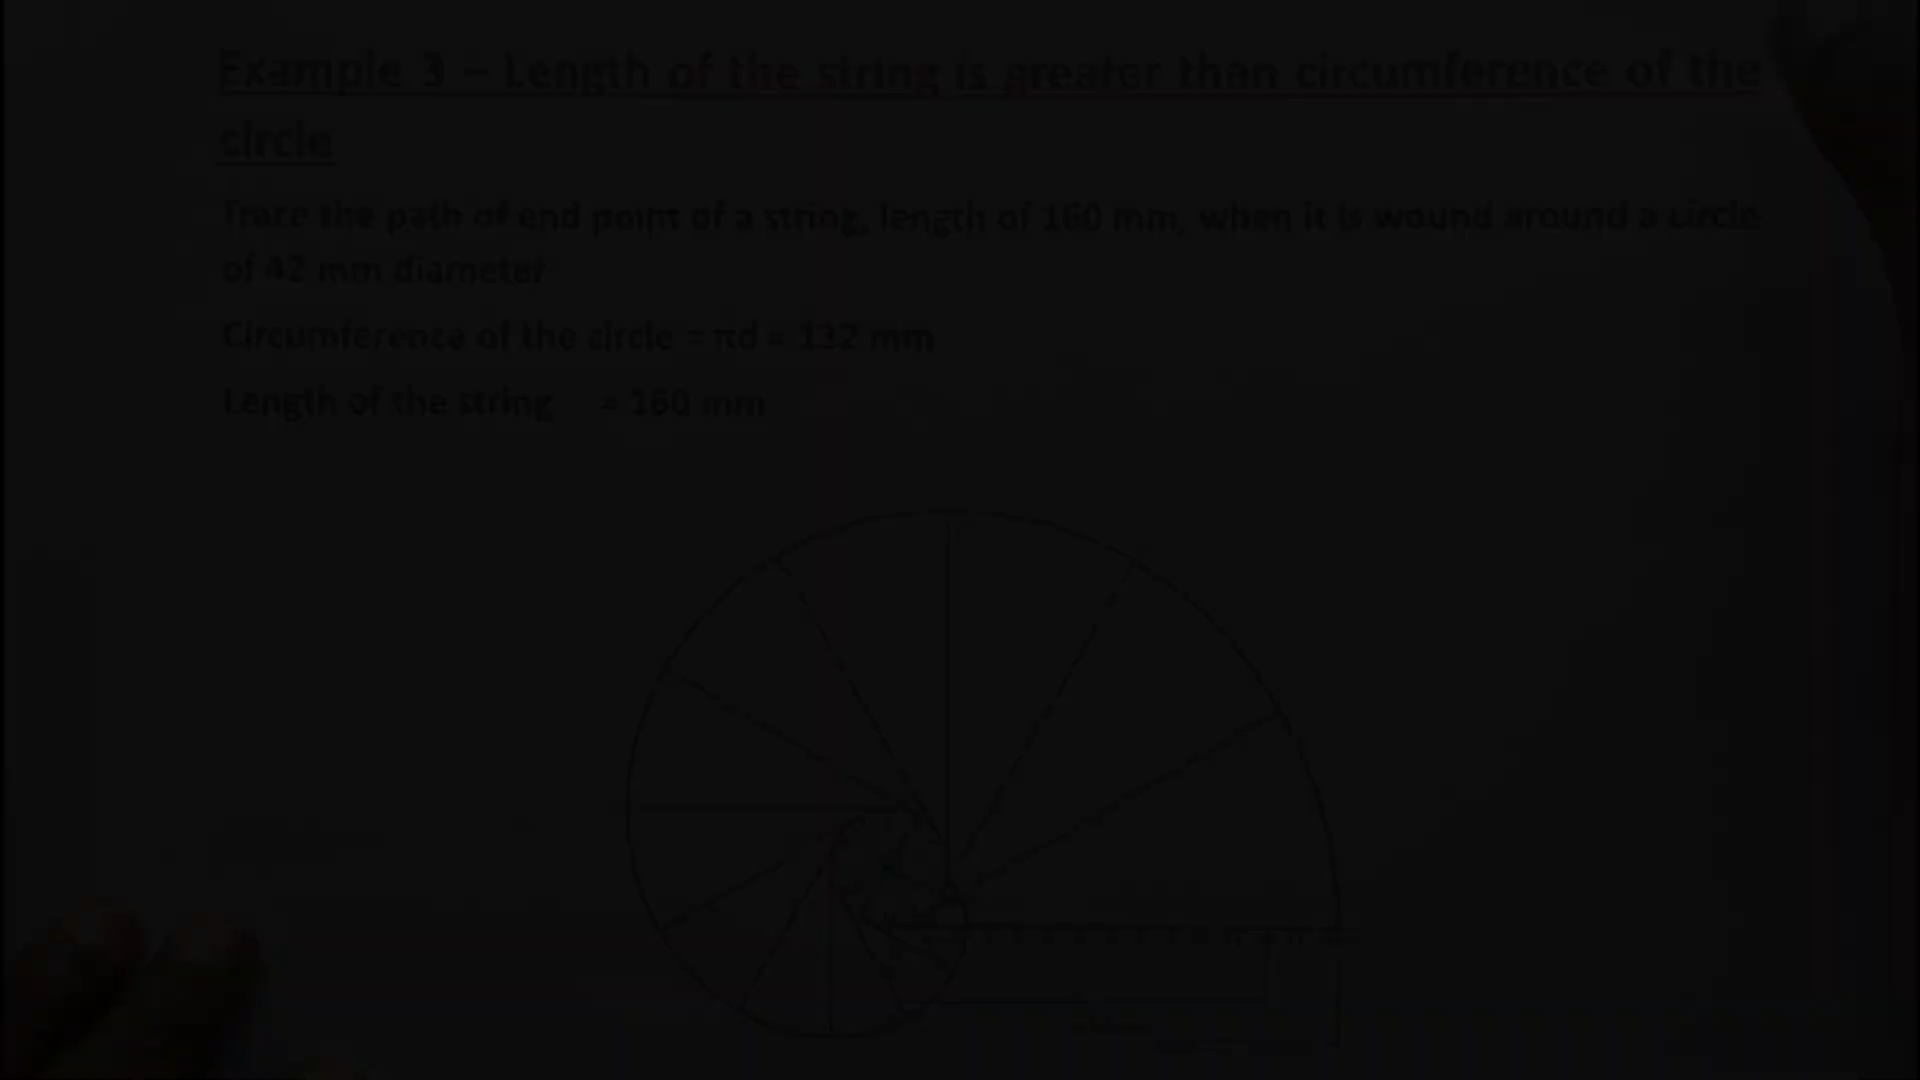 Example 3 – Length of the string is greater than circumference of the
circle
Trace the path of end point of a string, length of 160 mm, when it is wound around a circle
of 42 mm diameter
Circumference of the circle = πd = 132 mm
Length of the string = 160 mm